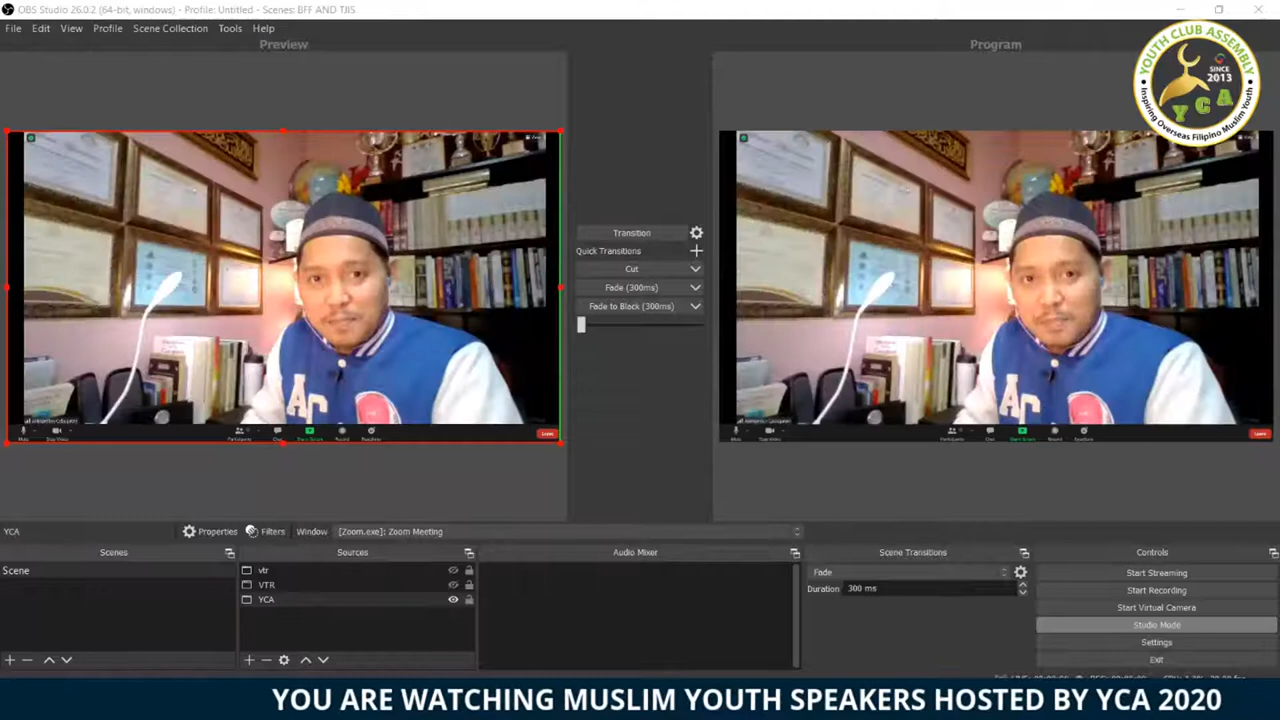 OBS Studio 26.0.2 (64-bit, windows) - Profile: Untitled - Scenes: BFF AND TJIS
File Edit View Profile Scene Collection Tools Help
Preview
Program
YOUTH CLUB ASSEMBLY
SINCE
2013
YCA
Inspiring Overseas Filipino Muslim Youth
Transition
Quick Transitions
Cut
Fade (300ms)
Fade to Black (300ms)
YCA
Properties
Filters
Window
[Zoom.exe]: Zoom Meeting
Scenes
Sources
Audio Mixer
Scene Transitions
Controls
Scene
vtr
VTR
YCA
Fade
Duration
300 ms
Start Streaming
Start Recording
Start Virtual Camera
Studio Mode
Settings
Exit
YOU ARE WATCHING MUSLIM YOUTH SPEAKERS HOSTED BY YCA 2020